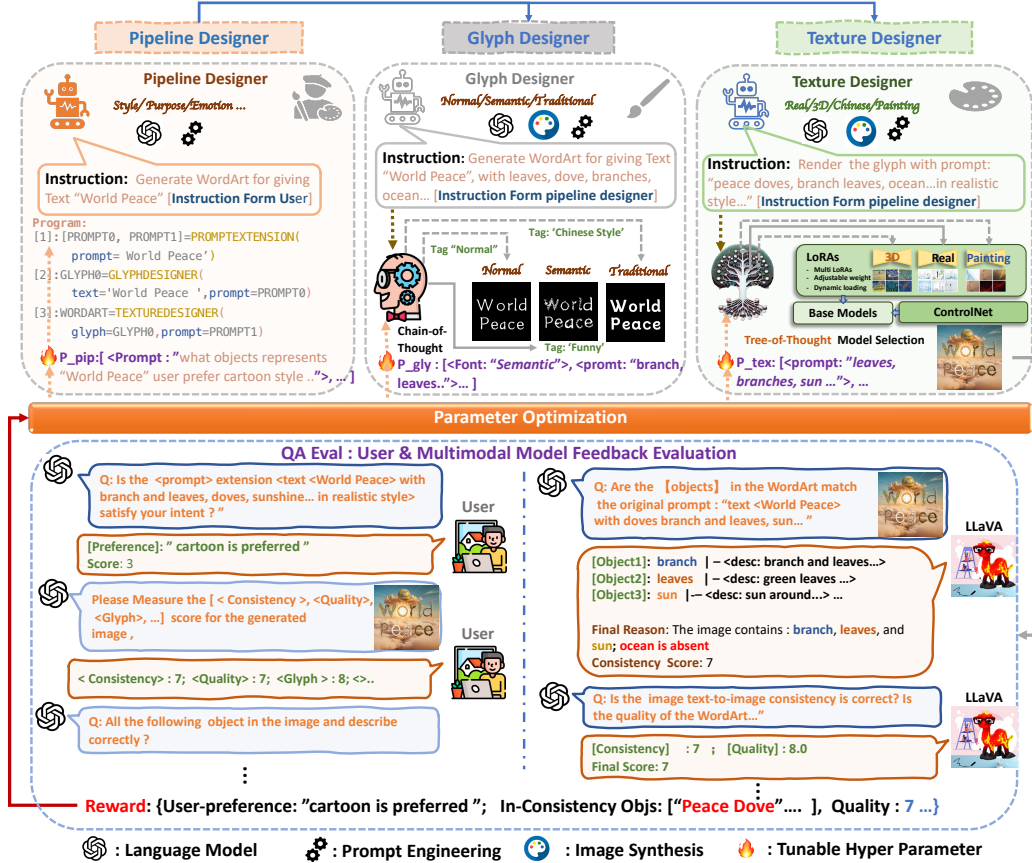 Pipeline Designer
Glyph Designer
Texture Designer
Pipeline Designer
Style/ Purpose/Emotion ...
Instruction: Generate WordArt for giving
Text “World Peace” [Instruction Form User]
Program:
[1]:[PROMPT0, PROMPT1]=PROMPTEXTENSION(
prompt= World Peace’)
[2]:GLYPH0=GLYPHDESIGNER(
text='World Peace ',prompt=PROMPT0)
[3]:WORDART=TEXTUREDESIGNER(
glyph=GLYPH0,prompt=PROMPT1)
P_pip:[ <Prompt : ”what objects represents
“World Peace” user prefer cartoon style ..”>, ... ]
Glyph Designer
Normal/Semantic/Traditional
Instruction: Generate WordArt for giving Text
“World Peace”, with leaves, dove, branches,
ocean... [Instruction Form pipeline designer]
Tag: ‘Chinese Style’
Tag “Normal”
Normal
Semantic
Traditional
World
Peace
World
Peace
World
Peace
Chain-of-
Thought
Tag: ‘Funny’
P_gly : [<Font: “Semantic”>, <promt: “branch,
leaves..”>... ]
Texture Designer
Real/3D/Chinese/Painting
Instruction: Render the glyph with prompt:
“peace doves, branch leaves, ocean...in realistic
style...” [Instruction Form pipeline designer]
LoRAs
- Multi LoRAs
- Adjustable weight
- Dynamic loading
3D
Real
Painting
Base Models
ControlNet
Tree-of-Thought Model Selection
P_tex: [<prompt: “leaves,
branches, sun ...”>, ...
World
Peace
Parameter Optimization
QA Eval : User & Multimodal Model Feedback Evaluation
Q: Is the <prompt> extension <text <World Peace> with
branch and leaves, doves, sunshine... in realistic style>
satisfy your intent ? ”
User
[Preference]: ” cartoon is preferred ”
Score: 3
Please Measure the [ < Consistency >, <Quality>,
<Glyph>, ...] score for the generated
image ,
World
Peace
User
< Consistency> : 7; <Quality> : 7; <Glyph > : 8; <>..
Q: All the following object in the image and describe
correctly ?
⋮
Q: Are the 【objects】 in the WordArt match
the original prompt : “text <World Peace>
with doves branch and leaves, sun... ”
World
Peace
LLaVA
[Object1]: branch | – <desc: branch and leaves...>
[Object2]: leaves | – <desc: green leaves ...>
[Object3]: sun |-– <desc: sun around...> ...
Final Reason: The image contains : branch, leaves, and
sun; ocean is absent
Consistency Score: 7
Q: Is the image text-to-image consistency is correct? Is
the quality of the WordArt...”
LLaVA
[Consistency] : 7 ; [Quality] : 8.0
Final Score: 7
⋮
Reward: {User-preference: ”cartoon is preferred ”; In-Consistency Objs: [“Peace Dove”.... ], Quality : 7 ...}
: Language Model
: Prompt Engineering
: Image Synthesis
: Tunable Hyper Parameter